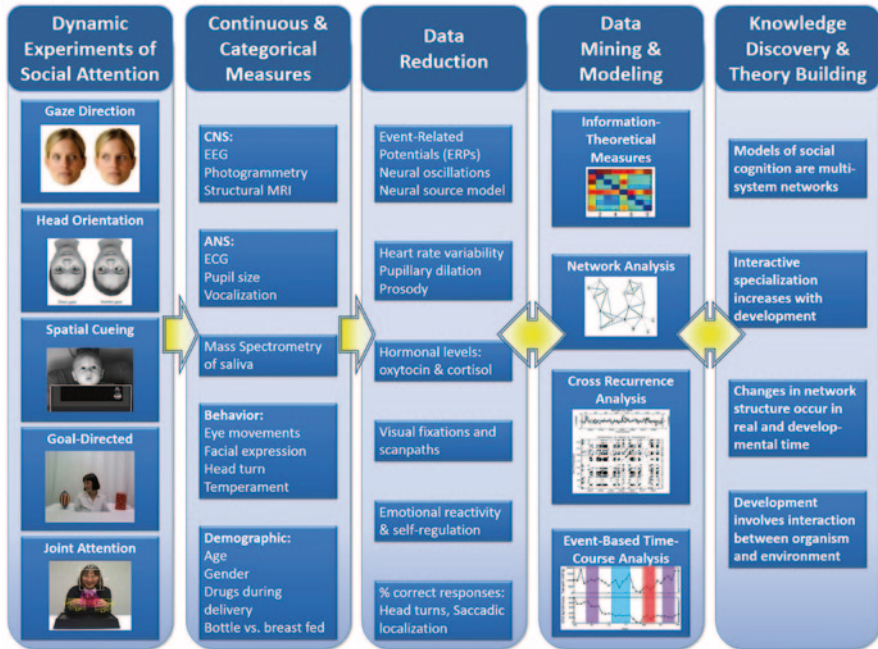 Dynamic
Experiments of
Social Attention
Gaze Direction
Head Orientation
Spatial Cueing
Goal-Directed
Joint Attention
Continuous &
Categorical
Measures
CNS:
EEG
Photogrammetry
Structural MRI
ANS:
ECG
Pupil size
Vocalization
Mass Spectrometry
of saliva
Behavior:
Eye movements
Facial expression
Head turn
Temperament
Demographic:
Age
Gender
Drugs during
delivery
Bottle vs. breast fed
Data
Reduction
Event-Related
Potentials (ERPs)
Neural oscillations
Neural source model
Heart rate variability
Pupillary dilation
Prosody
Hormonal levels:
oxytocin & cortisol
Visual fixations and
scanpaths
Emotional reactivity
& self-regulation
% correct responses:
Head turns, Saccadic
localization
Data
Mining &
Modeling
Information-
Theoretical
Measures
Network Analysis
Cross Recurrence
Analysis
Event-Based Time-
Course Analysis
Knowledge
Discovery &
Theory Building
Models of social
cognition are multi-
system networks
Interactive
specialization
increases with
development
Changes in network
structure occur in
real and develop-
mental time
Development
involves interaction
between organism
and environment